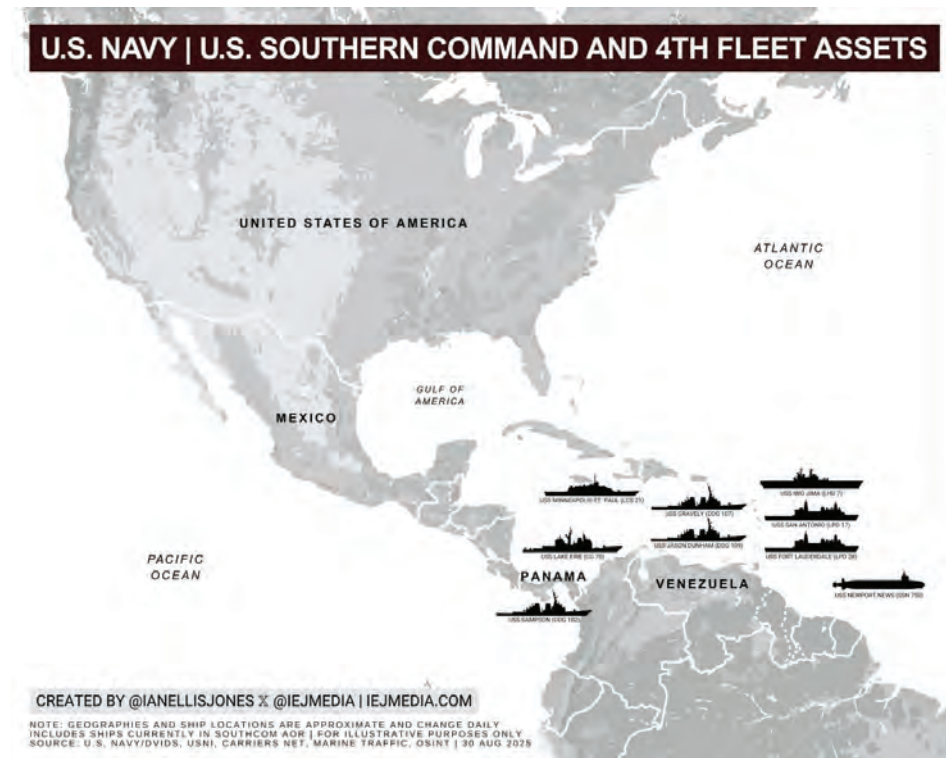 U.S. NAVY | U.S. SOUTHERN COMMAND AND 4TH FLEET ASSETS
UNITED STATES OF AMERICA
ATLANTIC
OCEAN
GULF OF
AMERICA
MEXICO
USS IWO JIMA (LHD 7)
USS MINNEAPOLIS-ST. PAUL (LCS 21)
USS GRAVELY (DDG 107)
USS SAN ANTONIO (LPD 17)
USS JASON DUNHAM (DDG 109)
USS LAKE ERIE (CG 70)
USS FORT LAUDERDALE (LPD 28)
PACIFIC
OCEAN
PANAMA
VENEZUELA
USS NEWPORT NEWS (SSN 750)
USS SAMPSON (DDG 102)
CREATED BY @IANELLISJONES X @IEJMEDIA | IEJMEDIA.COM
NOTE: GEOGRAPHIES AND SHIP LOCATIONS ARE APPROXIMATE AND CHANGE DAILY
INCLUDES SHIPS CURRENTLY IN SOUTHCOM AOR | FOR ILLUSTRATIVE PURPOSES ONLY
SOURCE: U.S. NAVY/DVIDS, USNI, CARRIERS NET, MARINE TRAFFIC, OSINT | 30 AUG 2025